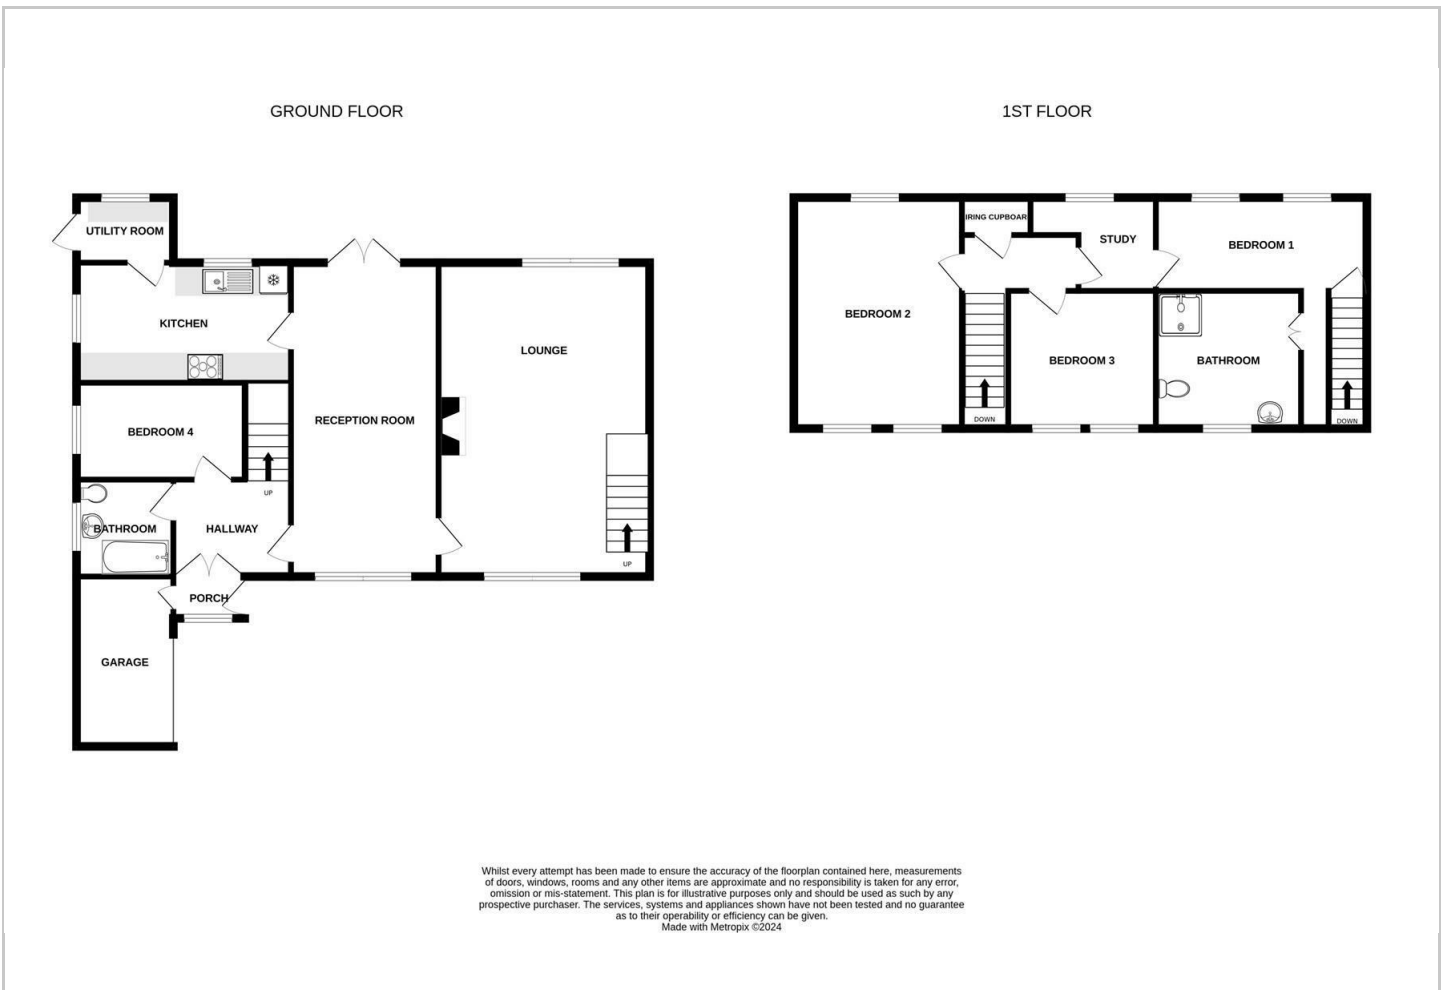 GROUND FLOOR
1ST FLOOR
UTILITY ROOM
KITCHEN
LOUNGE
RECEPTION ROOM
BEDROOM 4
UP
BATHROOM
HALLWAY
UP
PORCH
GARAGE
IRING CUPBOAR
STUDY
BEDROOM 1
BEDROOM 2
BEDROOM 3
BATHROOM
DOWN
DOWN
Whilst every attempt has been made to ensure the accuracy of the floorplan contained here, measurements
of doors, windows, rooms and any other items are approximate and no responsibility is taken for any error,
omission or mis-statement. This plan is for illustrative purposes only and should be used as such by any
prospective purchaser. The services, systems and appliances shown have not been tested and no guarantee
as to their operability or efficiency can be given.
Made with Metropix ©2024